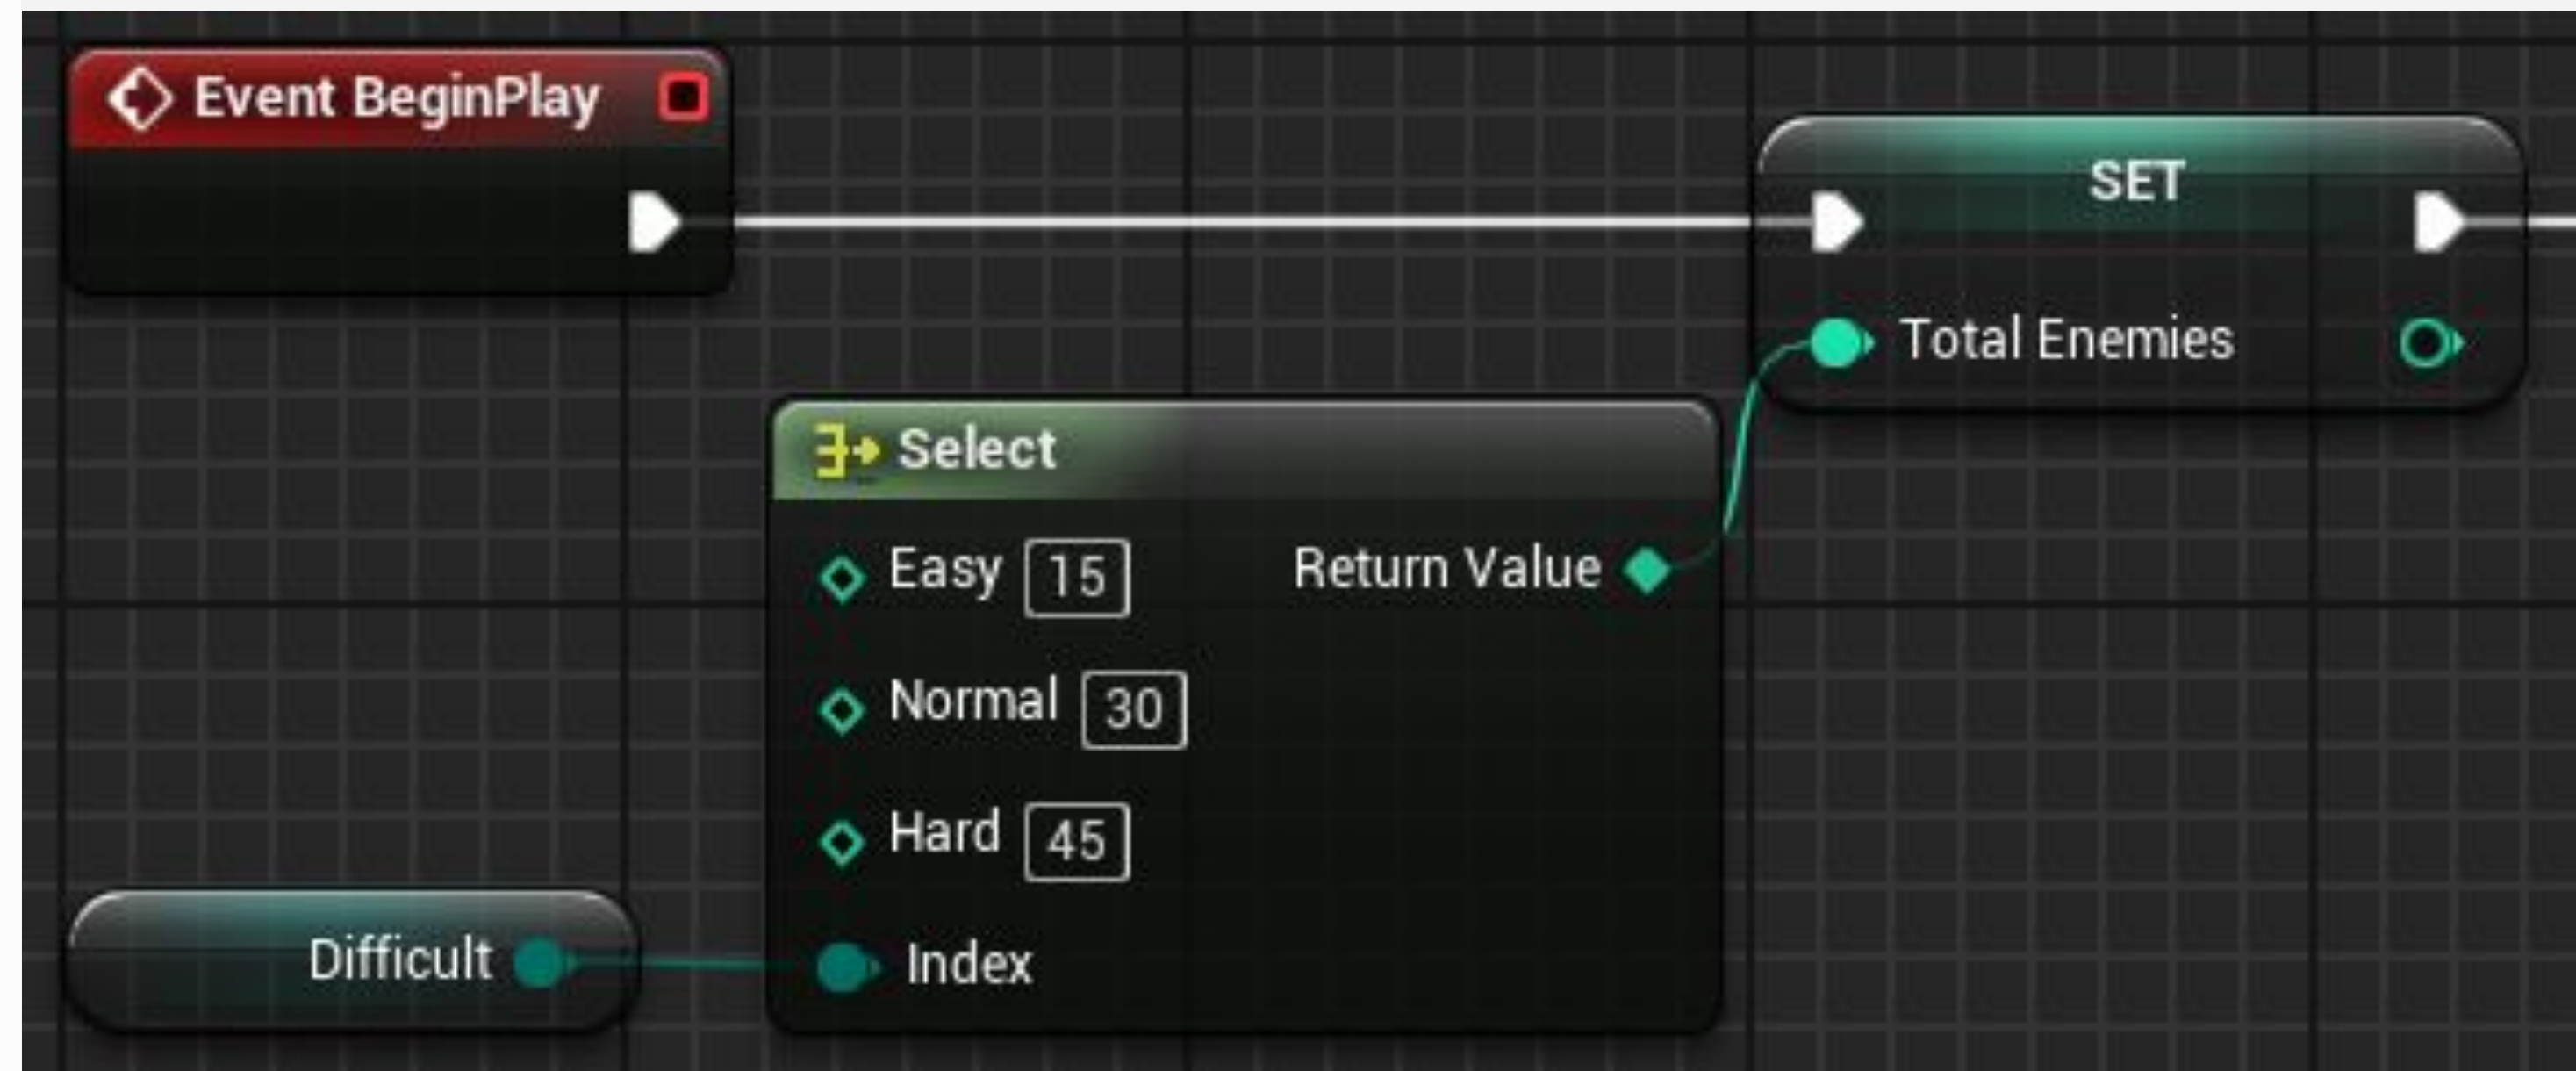 Event BeginPlay
SET
Total Enemies
Select
Easy 15 Return Value
Normal 30
Hard 45
Difficult
Index